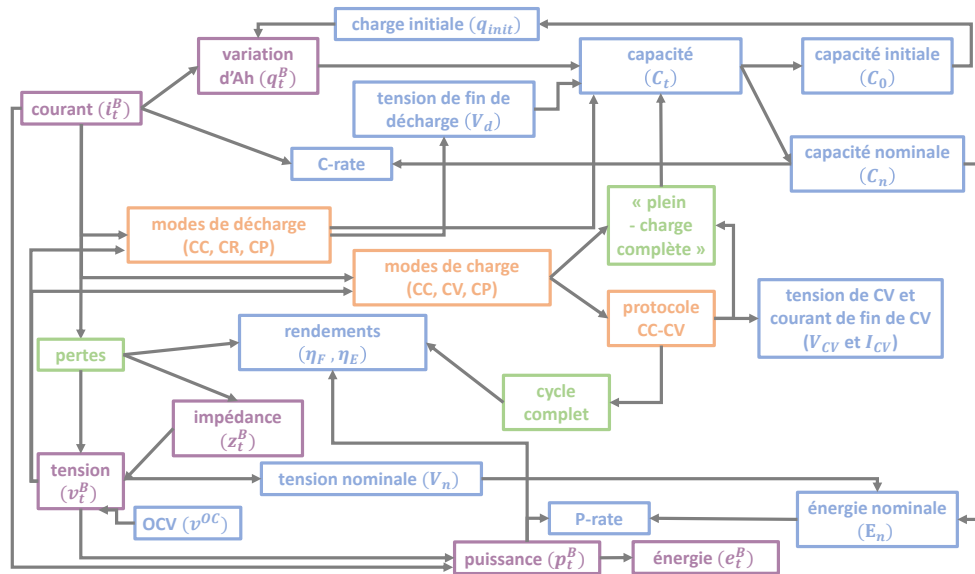 charge initiale (q_init)
variation
d'Ah (q_t^B)
capacité
(C_t)
capacité initiale
(C_0)
courant (i_t^B)
tension de fin de
décharge (V_d)
C-rate
capacité nominale
(C_n)
modes de décharge
(CC, CR, CP)
« plein
- charge
complète »
modes de charge
(CC, CV, CP)
protocole
CC-CV
tension de CV et
courant de fin de CV
(V_CV et I_CV)
pertes
rendements
(η_F , η_E)
cycle
complet
impédance
(z_t^B)
tension
(v_t^B)
tension nominale (V_n)
OCV (v^OC)
P-rate
énergie nominale
(E_n)
puissance (p_t^B)
énergie (e_t^B)